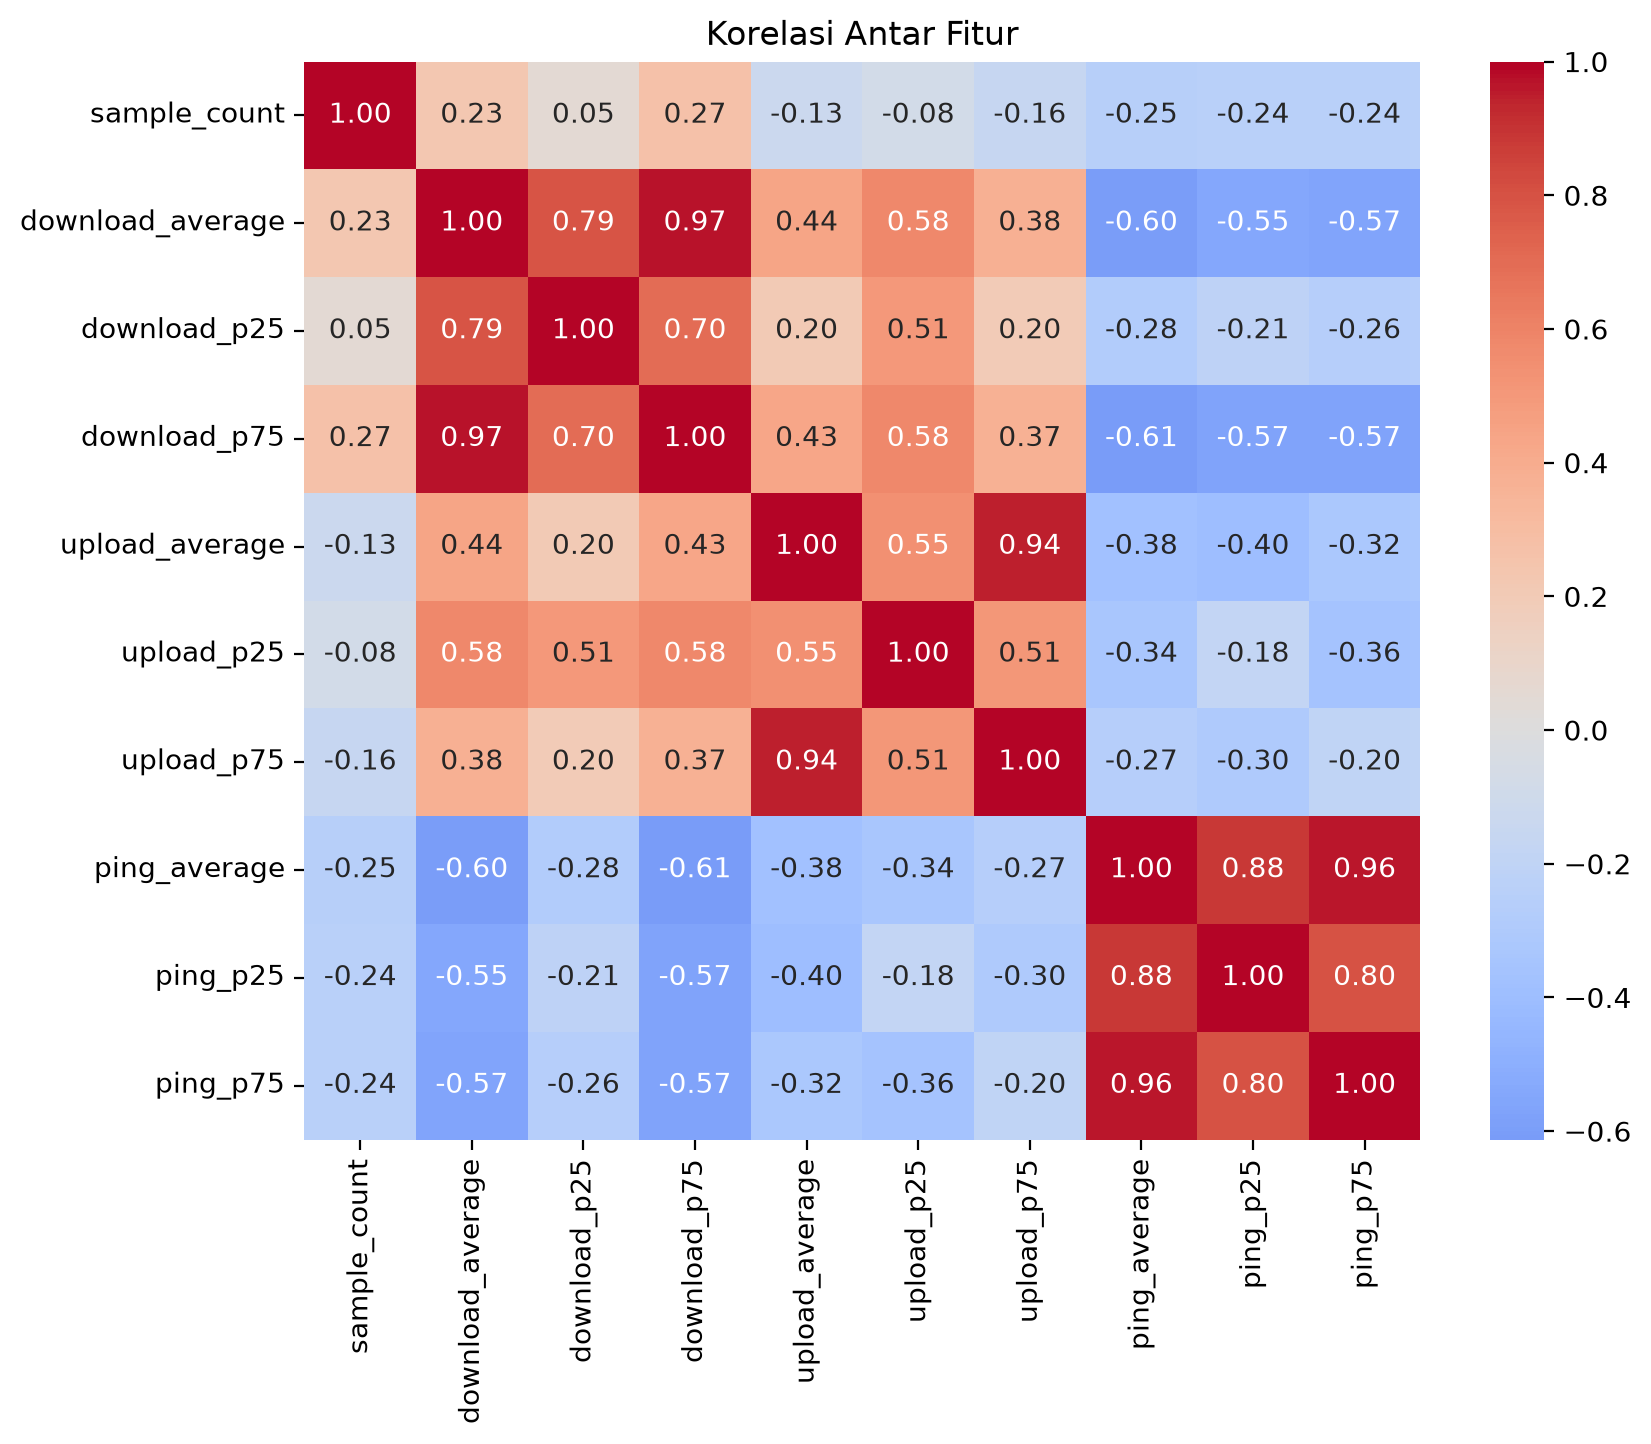 Korelasi Antar Fitur
sample_count 1.00 0.23 0.05 0.27 -0.13 -0.08 -0.16 -0.25 -0.24 -0.24
download_average 0.23 1.00 0.79 0.97 0.44 0.58 0.38 -0.60 -0.55 -0.57
download_p25 0.05 0.79 1.00 0.70 0.20 0.51 0.20 -0.28 -0.21 -0.26
download_p75 0.27 0.97 0.70 1.00 0.43 0.58 0.37 -0.61 -0.57 -0.57
upload_average -0.13 0.44 0.20 0.43 1.00 0.55 0.94 -0.38 -0.40 -0.32
upload_p25 -0.08 0.58 0.51 0.58 0.55 1.00 0.51 -0.34 -0.18 -0.36
upload_p75 -0.16 0.38 0.20 0.37 0.94 0.51 1.00 -0.27 -0.30 -0.20
ping_average -0.25 -0.60 -0.28 -0.61 -0.38 -0.34 -0.27 1.00 0.88 0.96
ping_p25 -0.24 -0.55 -0.21 -0.57 -0.40 -0.18 -0.30 0.88 1.00 0.80
ping_p75 -0.24 -0.57 -0.26 -0.57 -0.32 -0.36 -0.20 0.96 0.80 1.00
sample_count
download_average
download_p25
download_p75
upload_average
upload_p25
upload_p75
ping_average
ping_p25
ping_p75
1.0
0.8
0.6
0.4
0.2
0.0
−0.2
−0.4
−0.6